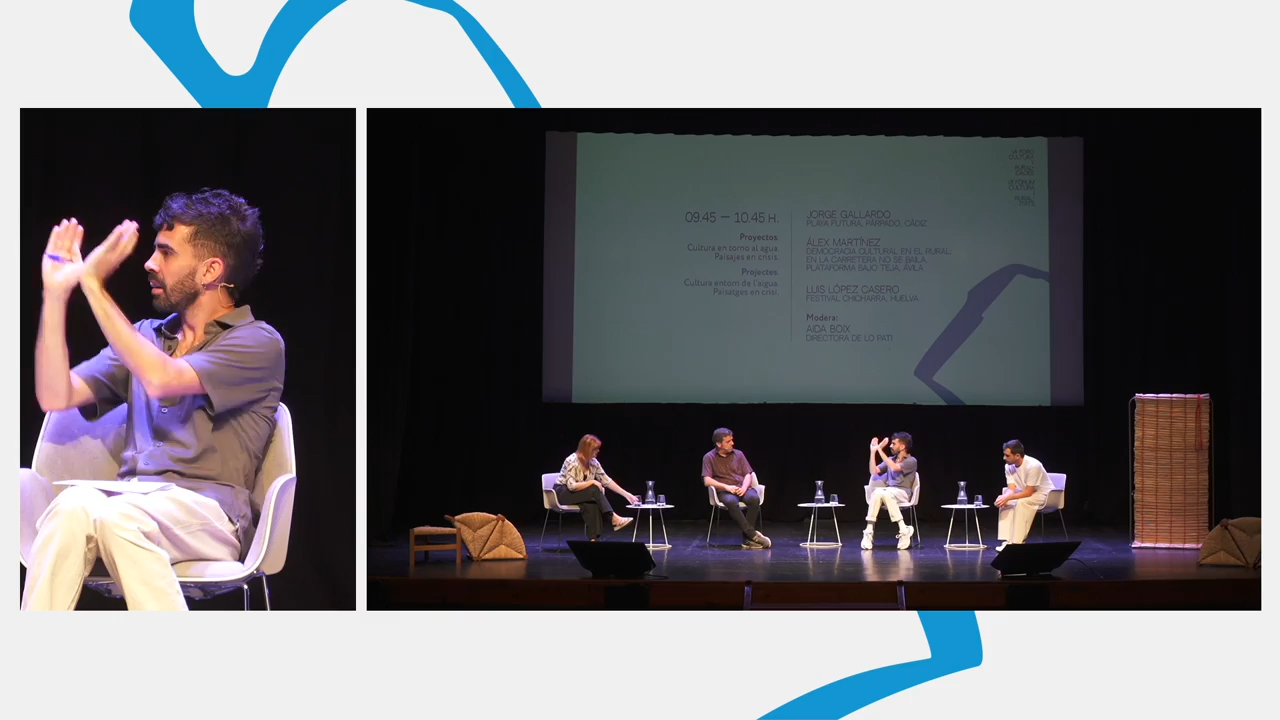 09.45 — 10.45 H.
Proyectos
Cultura en torno al agua.
Paisajes en crisis.
Projectes
Cultura entorn de l'aigua.
Paisatges en crisi.
JORGE GALLARDO
PLAYA FUTURA, PÁRPADO, CÁDIZ.
ÁLEX MARTÍNEZ
DEMOCRACIA CULTURAL EN EL RURAL,
EN LA CARRETERA NO SE BAILA,
PLATAFORMA BAJO TEJA, ÁVILA
LUIS LÓPEZ CASERO
FESTIVAL CHICHARRA, HUELVA
Modera:
AIDA BOIX
DIRECTORA DE LO PATI